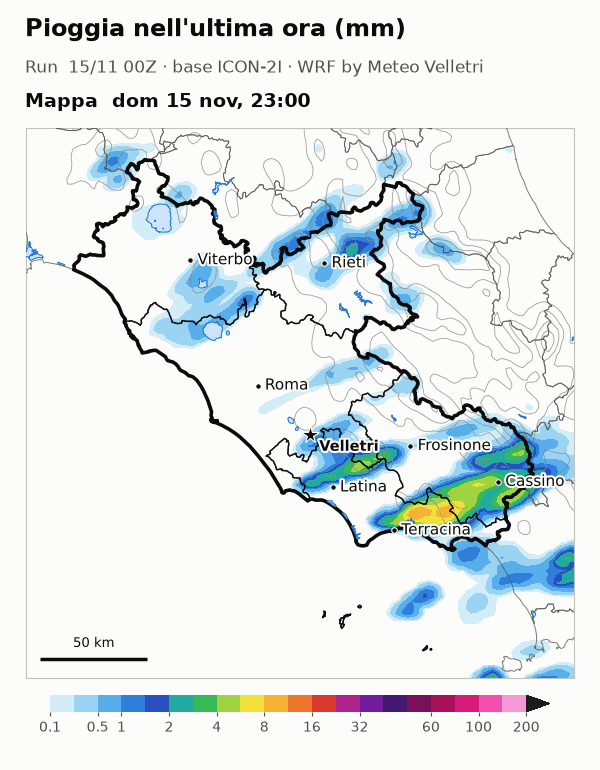 Pioggia nell'ultima ora (mm)
Run  15/11 00Z · base ICON-2I · WRF by Meteo Velletri
Mappa  dom 15 nov, 23:00
Viterbo
Rieti
Roma
Velletri
Frosinone
Latina
Cassino
Terracina
50 km
0.1 0.5 1 2 4 8 16 32 60 100 200